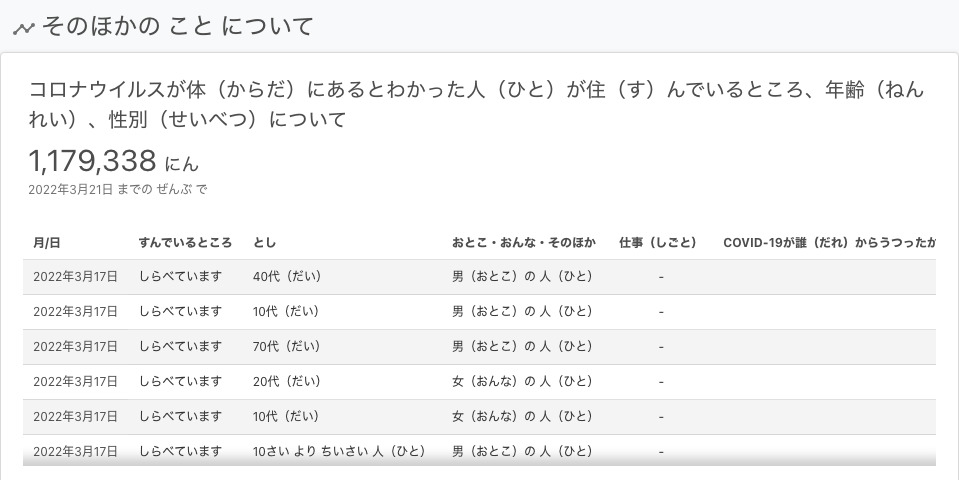 そのほかの こと について
コロナウイルスが体（からだ）にあるとわかった人（ひと）が住（す）んでいるところ、年齢（ねん
れい）、性別（せいべつ）について
1,179,338 にん
2022年3月21日 までの ぜんぶ で
月/日 すんでいるところ とし おとこ・おんな・そのほか 仕事（しごと） COVID-19が誰（だれ）からうつったか
2022年3月17日 しらべています 40代（だい） 男（おとこ）の 人（ひと） -
2022年3月17日 しらべています 10代（だい） 男（おとこ）の 人（ひと） -
2022年3月17日 しらべています 70代（だい） 男（おとこ）の 人（ひと） -
2022年3月17日 しらべています 20代（だい） 女（おんな）の 人（ひと） -
2022年3月17日 しらべています 10代（だい） 女（おんな）の 人（ひと） -
2022年3月17日 しらべています 10さい より ちいさい 人（ひと） 男（おとこ）の 人（ひと） -